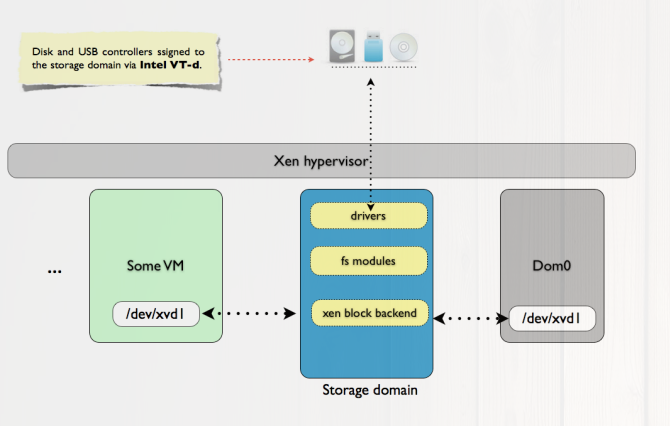 Disk and USB controllers ssigned to
the storage domain via Intel VT-d.
Xen hypervisor
drivers
fs modules
Some VM
Dom0
...
/dev/xvd1
xen block backend
/dev/xvd1
Storage domain